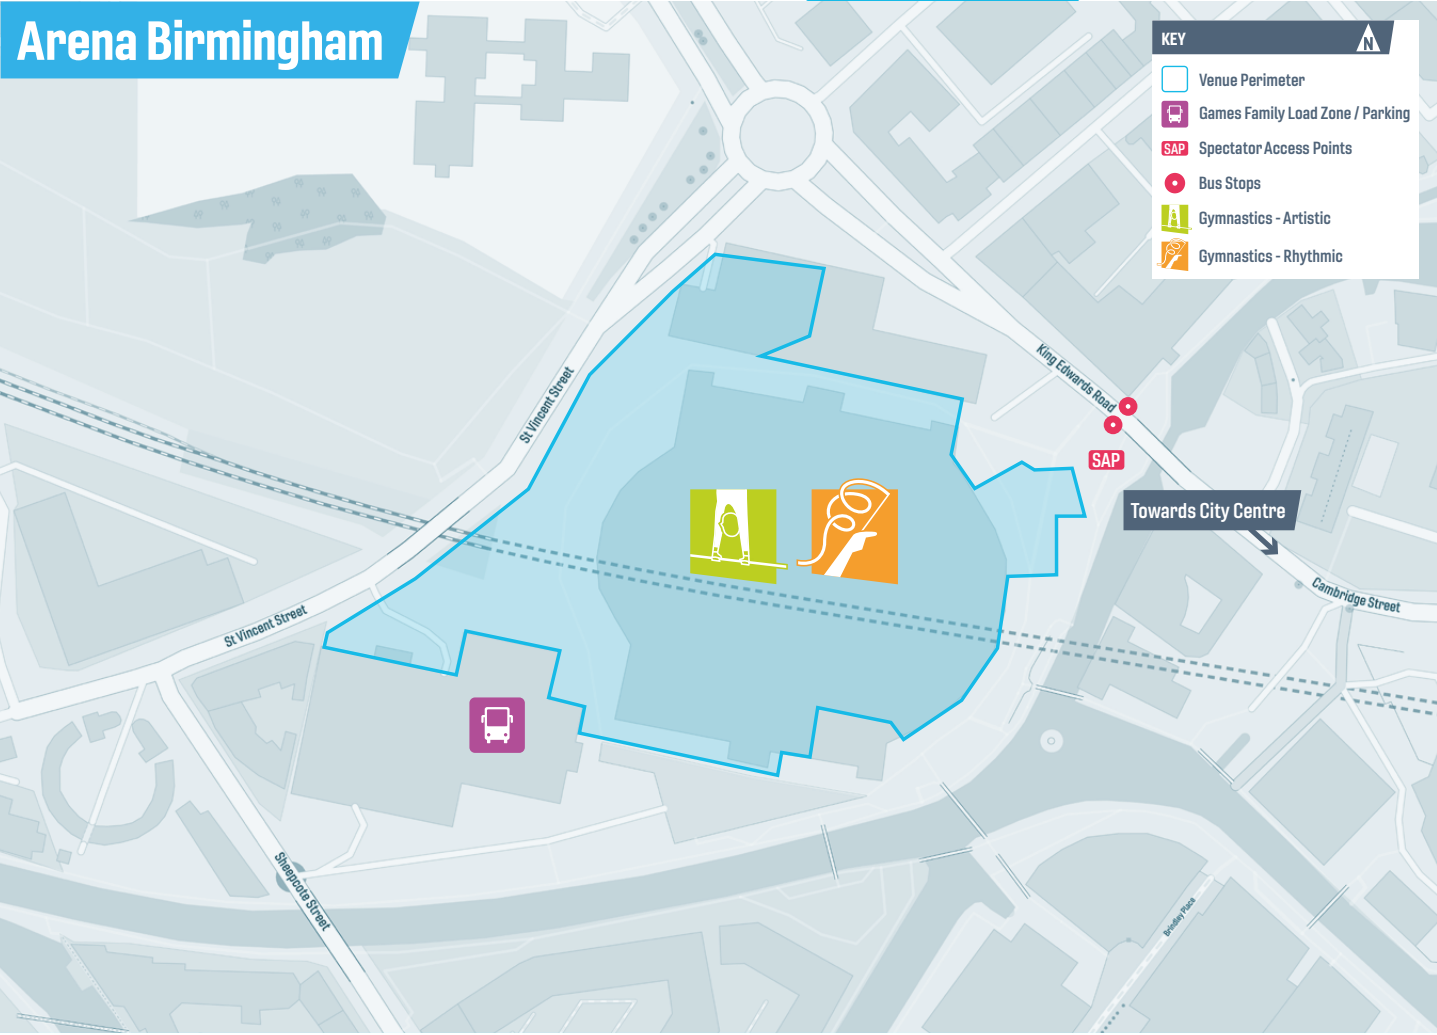 Arena Birmingham
KEY
N
Venue Perimeter
Games Family Load Zone / Parking
SAP
Spectator Access Points
Bus Stops
Gymnastics - Artistic
Gymnastics - Rhythmic
King Edwards Road
St Vincent Street
SAP
Towards City Centre
Cambridge Street
St Vincent Street
Sheepcote Street
Brindley Place